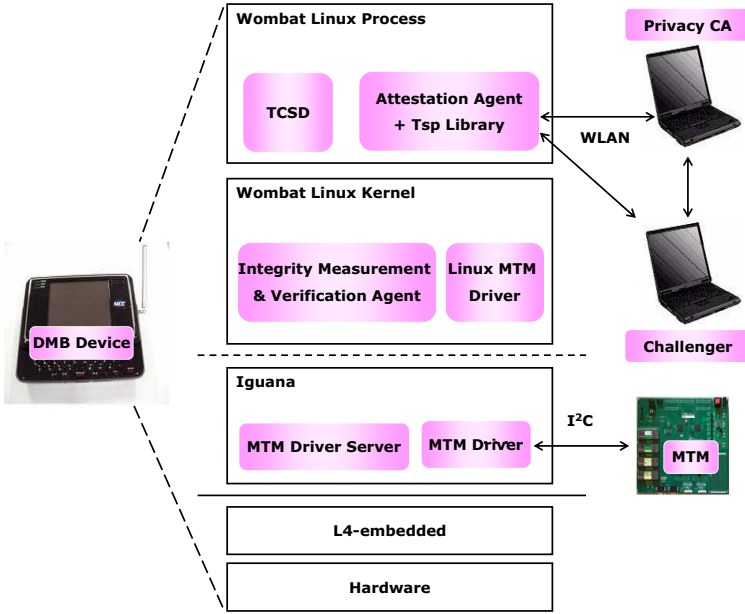 Wombat Linux Process
Privacy CA
TCSD
Attestation Agent
+ Tsp Library
WLAN
Wombat Linux Kernel
Integrity Measurement
& Verification Agent
Linux MTM
Driver
NCC
DMB Device
Challenger
Iguana
I²C
MTM Driver Server
MTM Driver
MTM
L4-embedded
Hardware